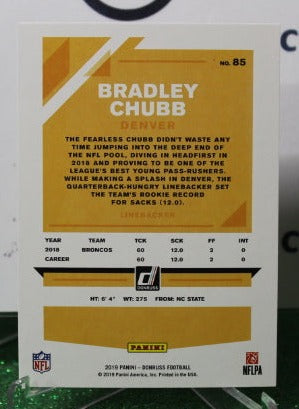 NO. 85
BRADLEY
CHUBB
DENVER
THE FEARLESS CHUBB DIDN'T WASTE ANY
TIME JUMPING INTO THE DEEP END OF
THE NFL POOL, DIVING IN HEADFIRST IN
2018 AND PROVING TO BE ONE OF THE
LEAGUE'S BEST YOUNG PASS-RUSHERS.
WHILE MAKING A SPLASH IN DENVER, THE
QUARTERBACK-HUNGRY LINEBACKER SET
THE TEAM'S ROOKIE RECORD
FOR SACKS (12.0).
LINEBACKER
YEAR TEAM TCK SCK FF INT
2018 BRONCOS 60 12.0 2 0
CAREER 60 12.0 2 0
DONRUSS
HT: 6' 4" WT: 275 FROM: NC STATE
PANINI
NFL
NFLPA
2019 PANINI - DONRUSS FOOTBALL
© 2019 Panini America, Inc. Printed in the USA.